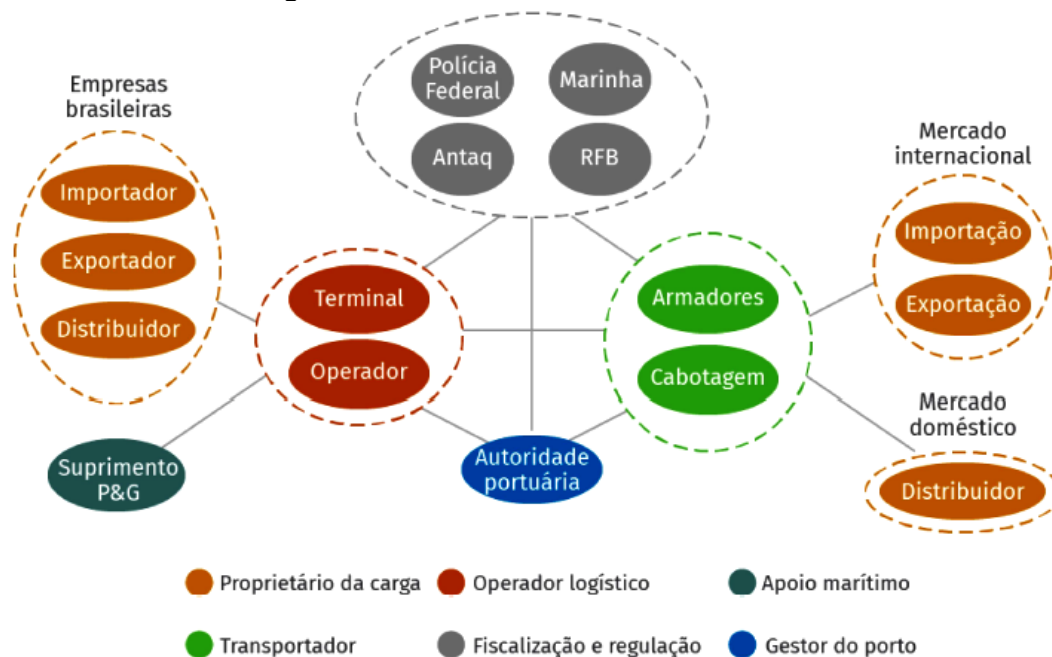 Polícia
Federal
Marinha
Antaq
RFB
Empresas
brasileiras
Importador
Exportador
Distribuidor
Mercado
internacional
Importação
Exportação
Terminal
Operador
Armadores
Cabotagem
Suprimento
P&G
Autoridade
portuária
Mercado
doméstico
Distribuidor
Proprietário da carga
Operador logístico
Apoio marítimo
Transportador
Fiscalização e regulação
Gestor do porto